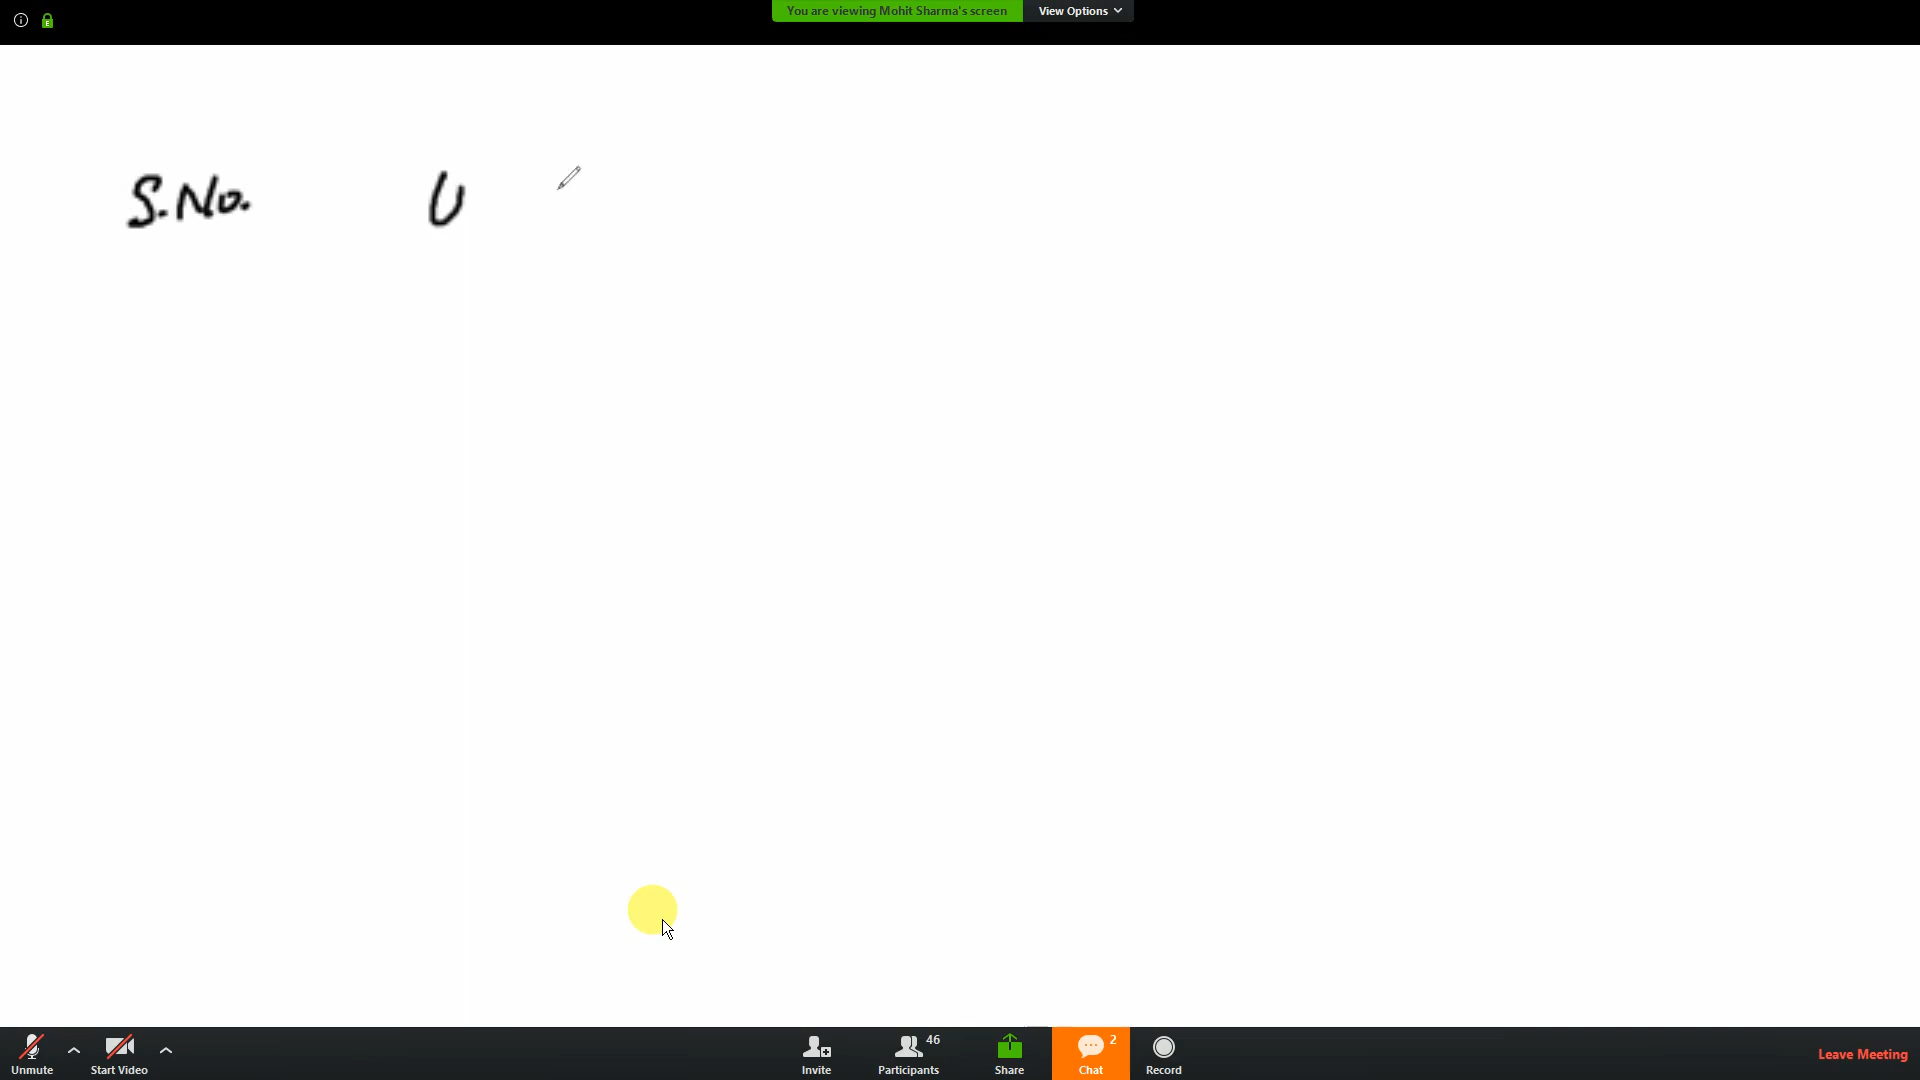 You are viewing Mohit Sharma's screen View Options
S.No. U
Unmute Start Video Invite Participants 46 Share Chat 2 Record Leave Meeting